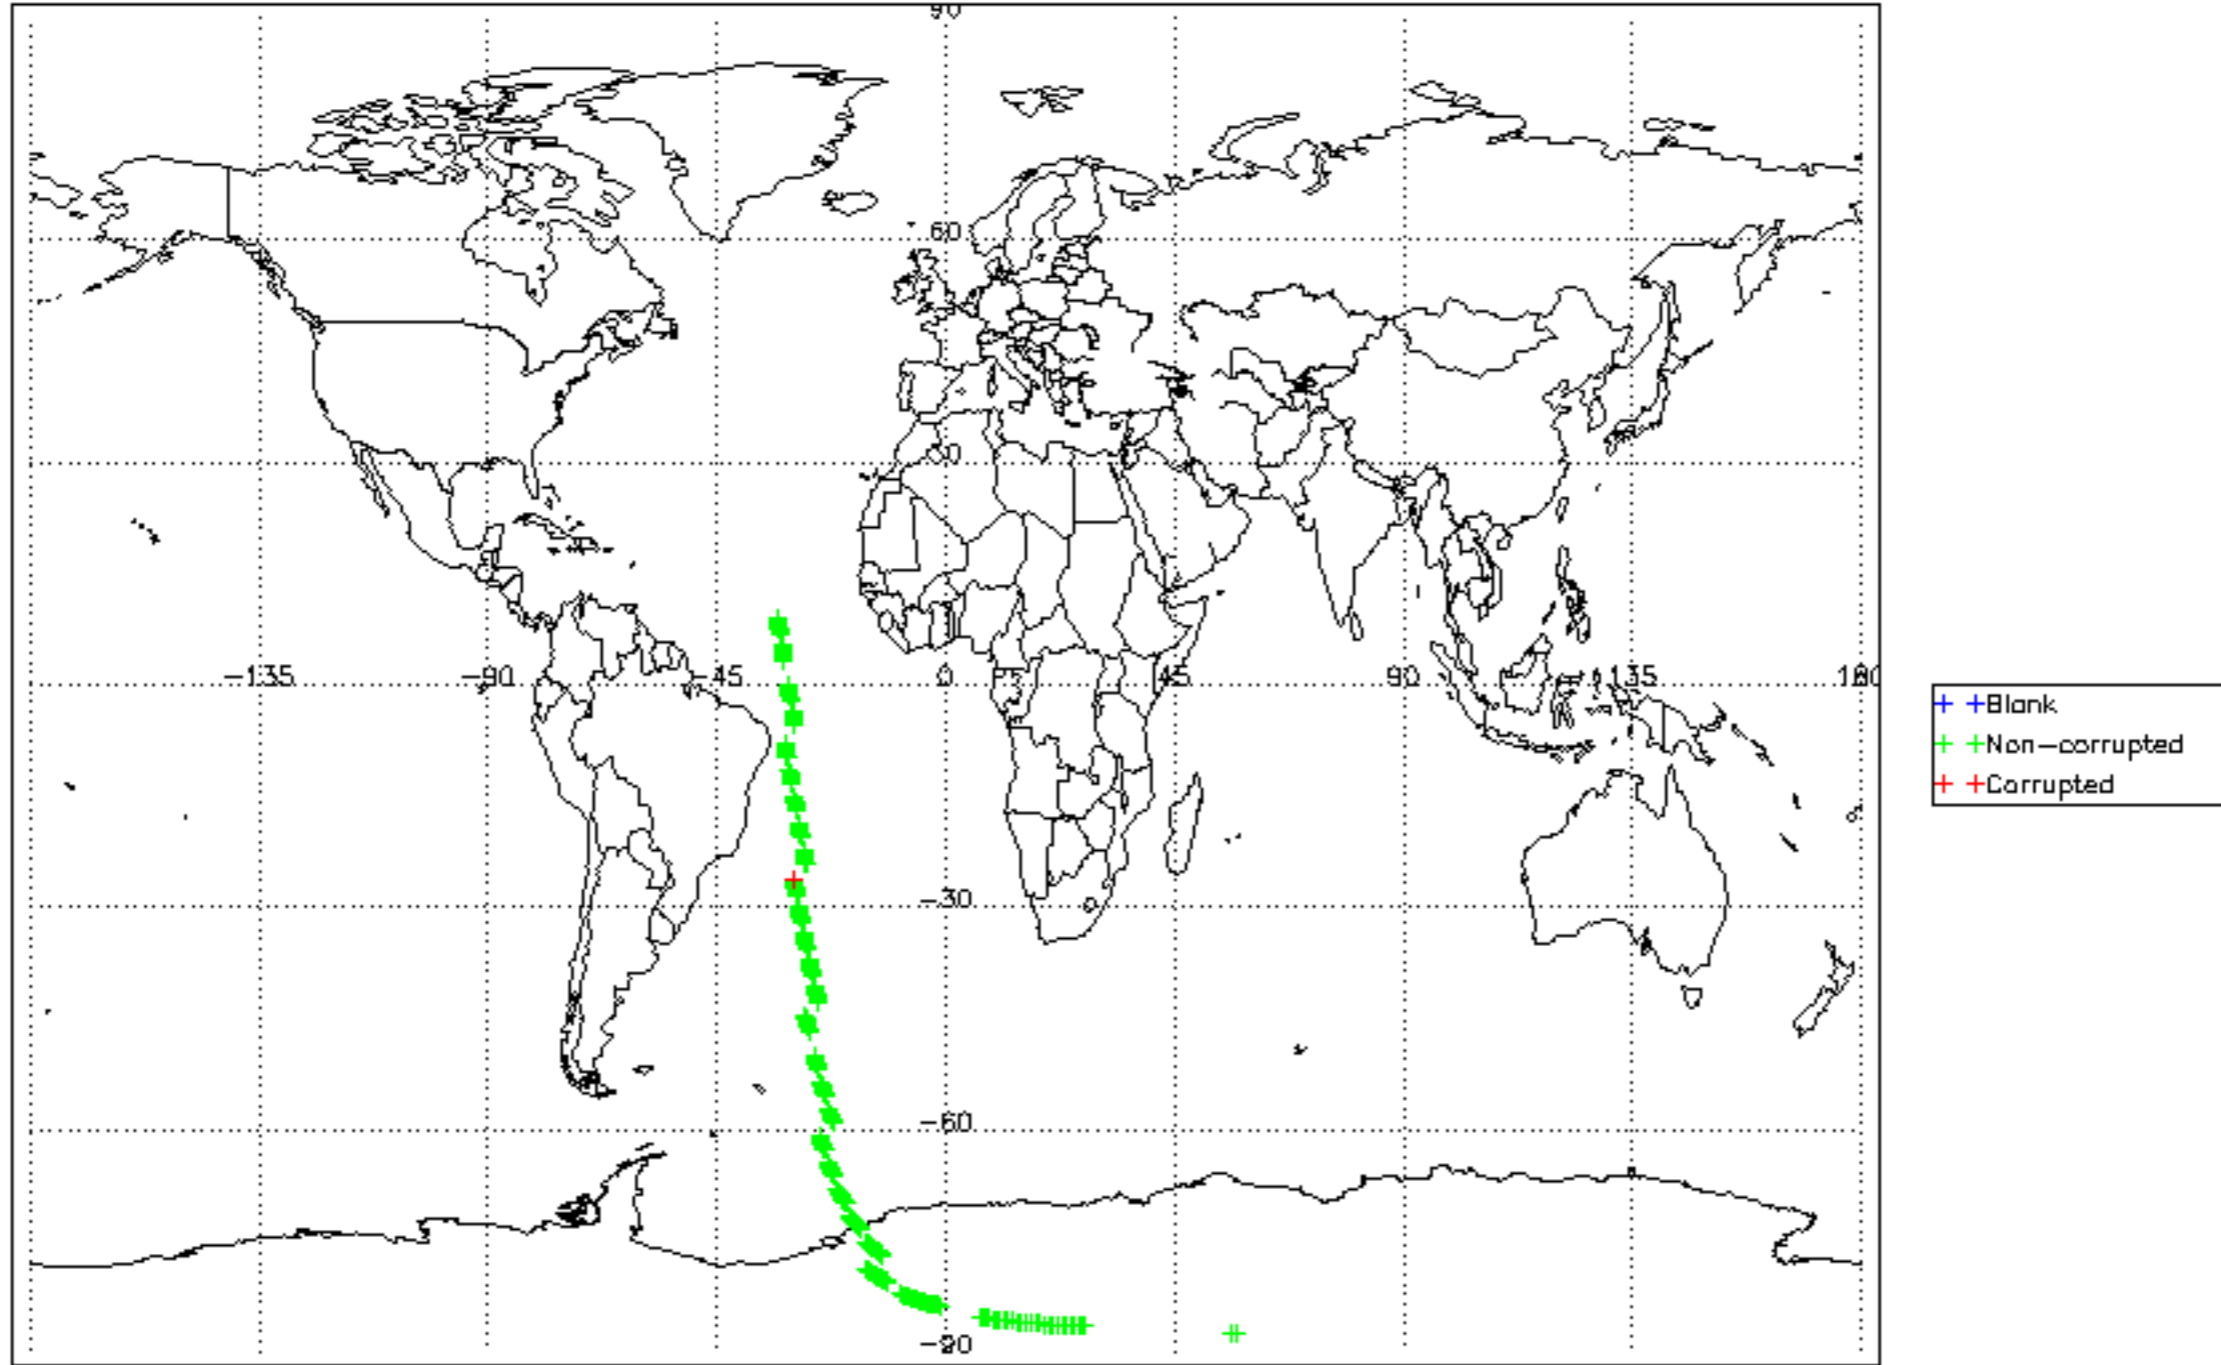 90
60
30
-135 -90 -45 0 45 90 135 180
-30
-60
-90
+ +Blank
+ +Non-corrupted
+ +Corrupted